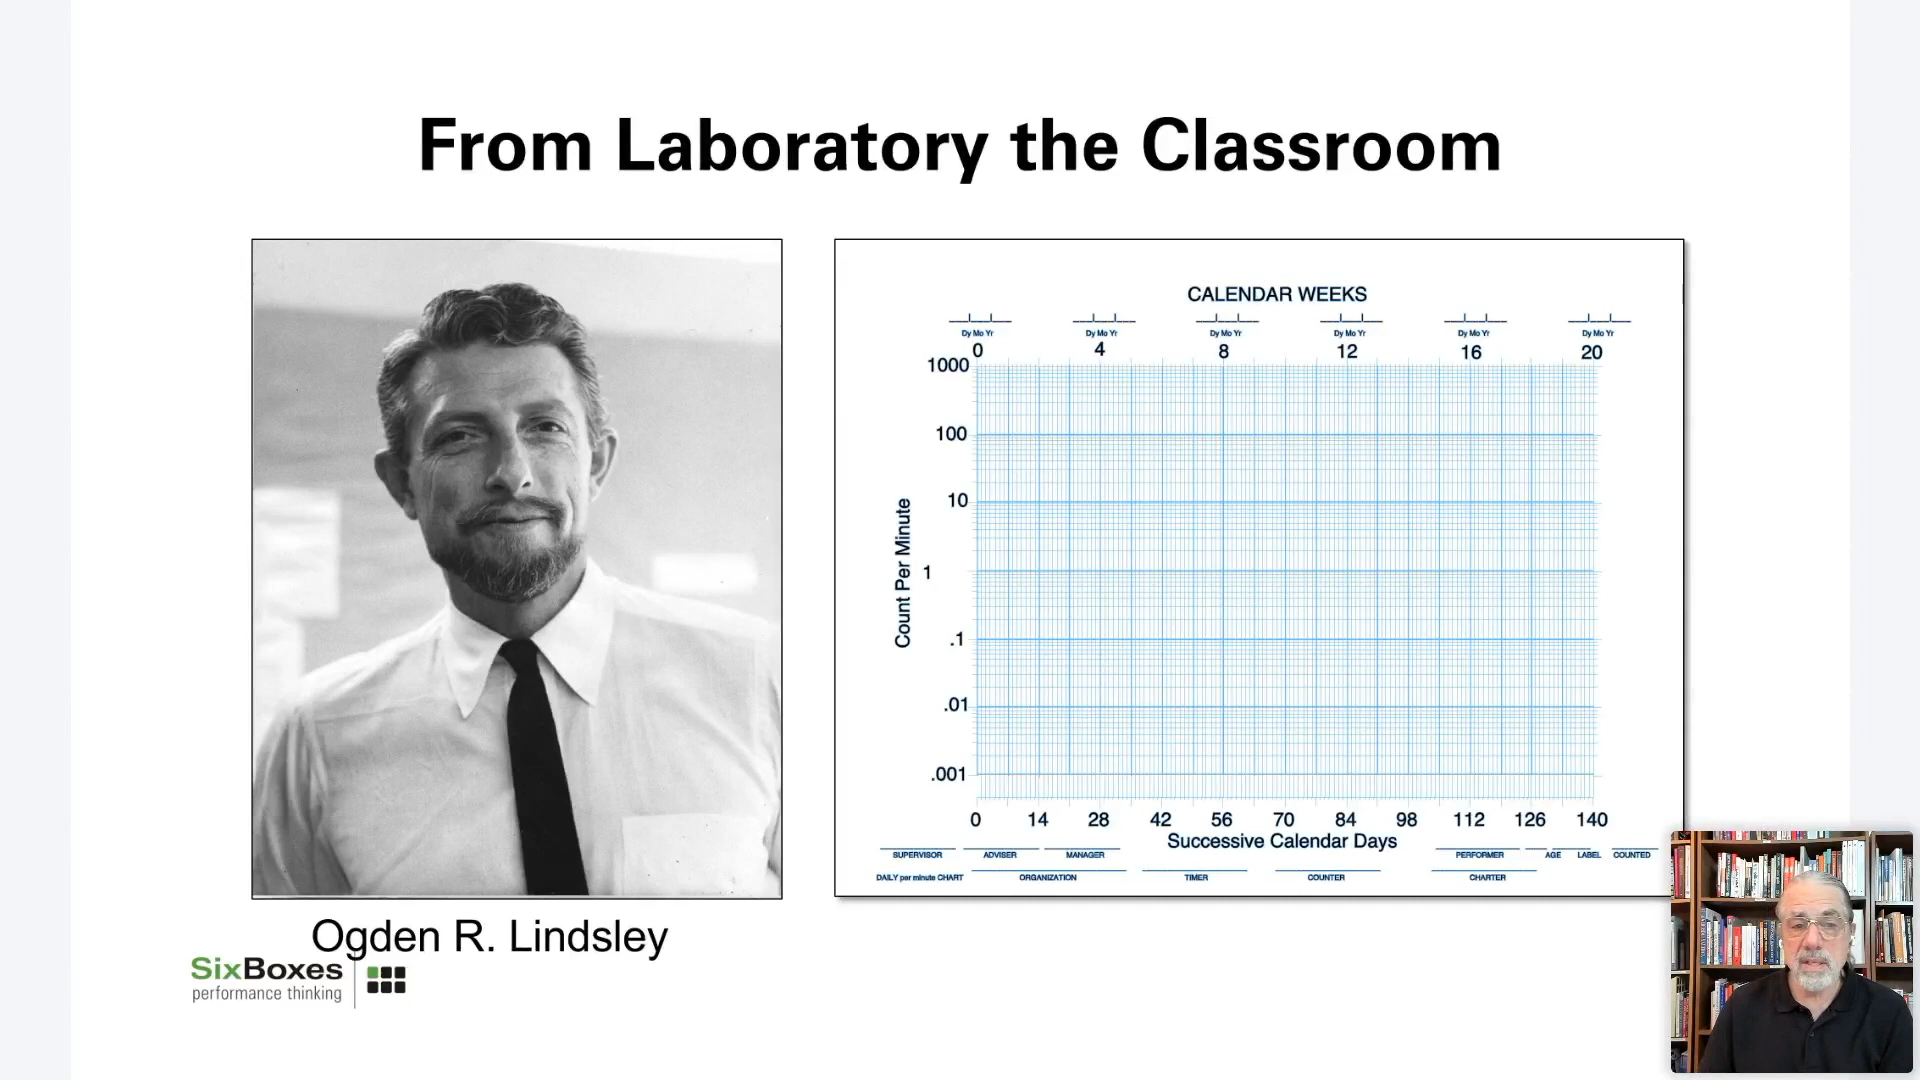 From Laboratory the Classroom
CALENDAR WEEKS
Dy Mo Yr Dy Mo Yr Dy Mo Yr Dy Mo Yr Dy Mo Yr Dy Mo Yr
0 4 8 12 16 20
1000
100
10
1
.1
.01
.001
Count Per Minute
0 14 28 42 56 70 84 98 112 126 140
Successive Calendar Days
SUPERVISOR ADVISER MANAGER PERFORMER AGE LABEL COUNTED
DAILY per minute CHART ORGANIZATION TIMER COUNTER CHARTER
Ogden R. Lindsley
SixBoxes
performance thinking